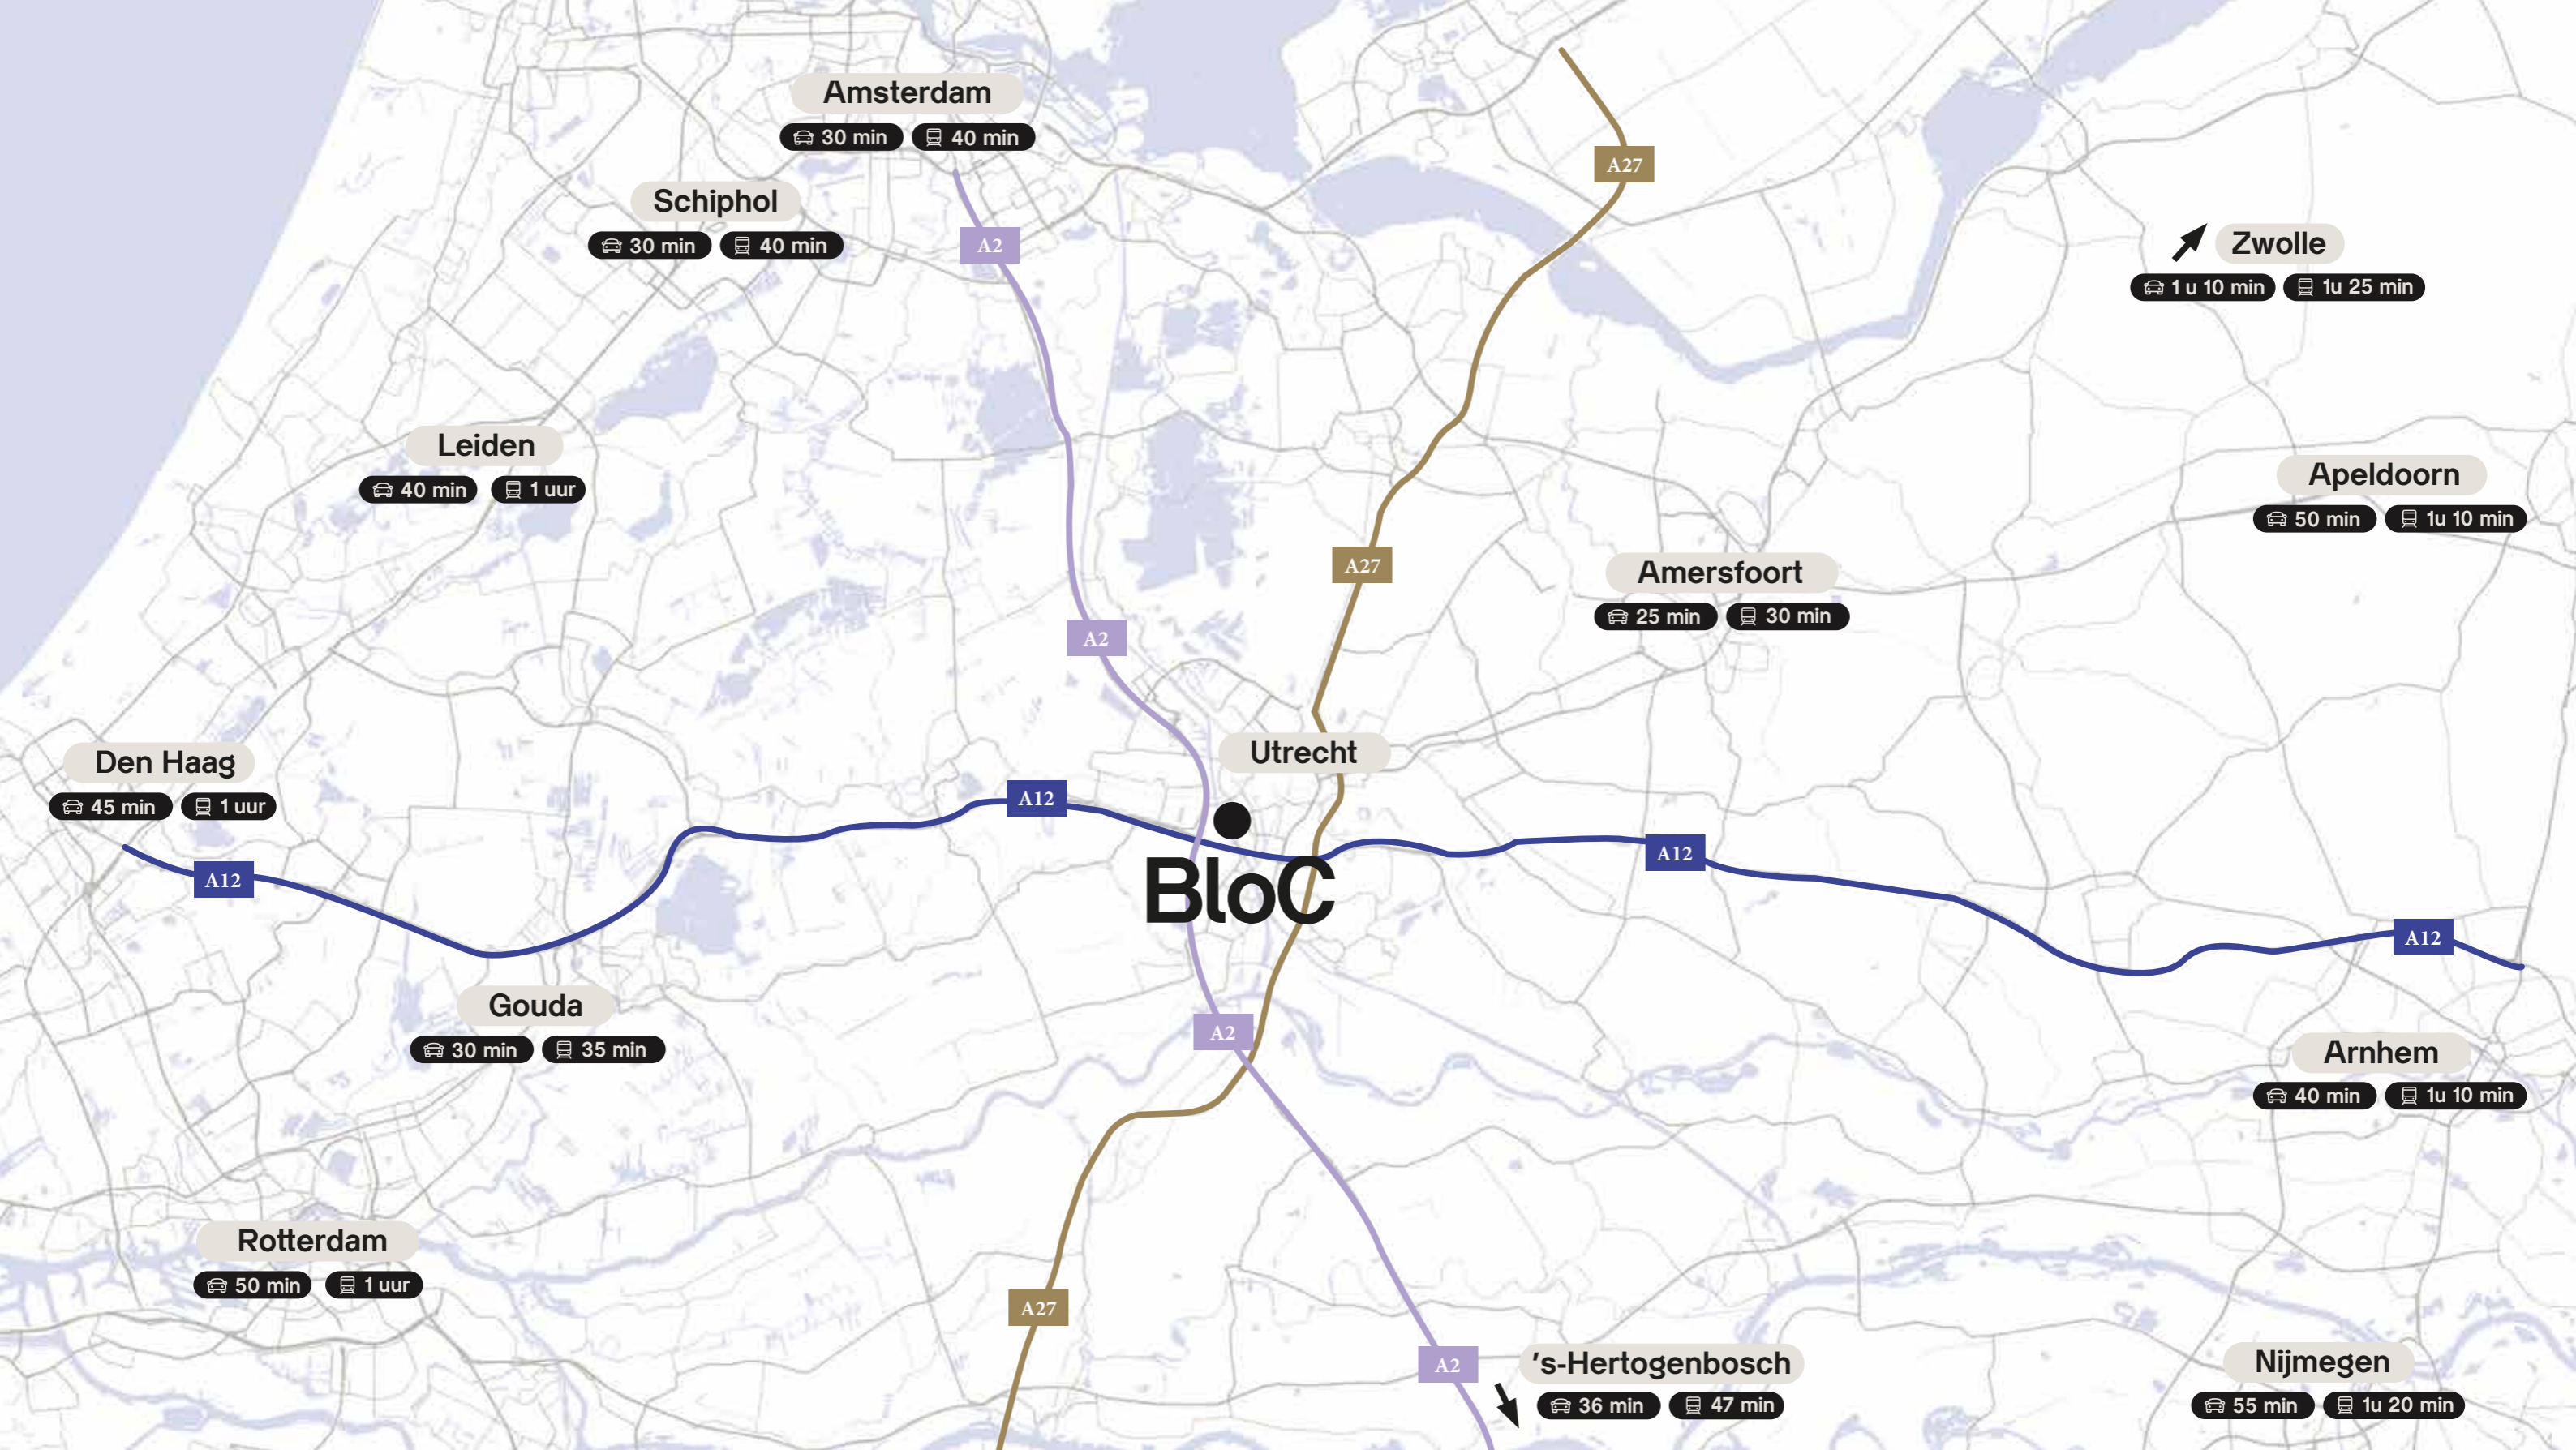 Amsterdam
30 min 40 min
A27
Schiphol
30 min 40 min
A2
Zwolle
1 u 10 min 1u 25 min
Leiden
40 min 1 uur
Apeldoorn
50 min 1u 10 min
A27
Amersfoort
25 min 30 min
A2
Utrecht
Den Haag
45 min 1 uur
A12
A12
A12
BloC
A12
Gouda
30 min 35 min
A2
Arnhem
40 min 1u 10 min
Rotterdam
50 min 1 uur
A27
A2
's-Hertogenbosch
36 min 47 min
Nijmegen
55 min 1u 20 min